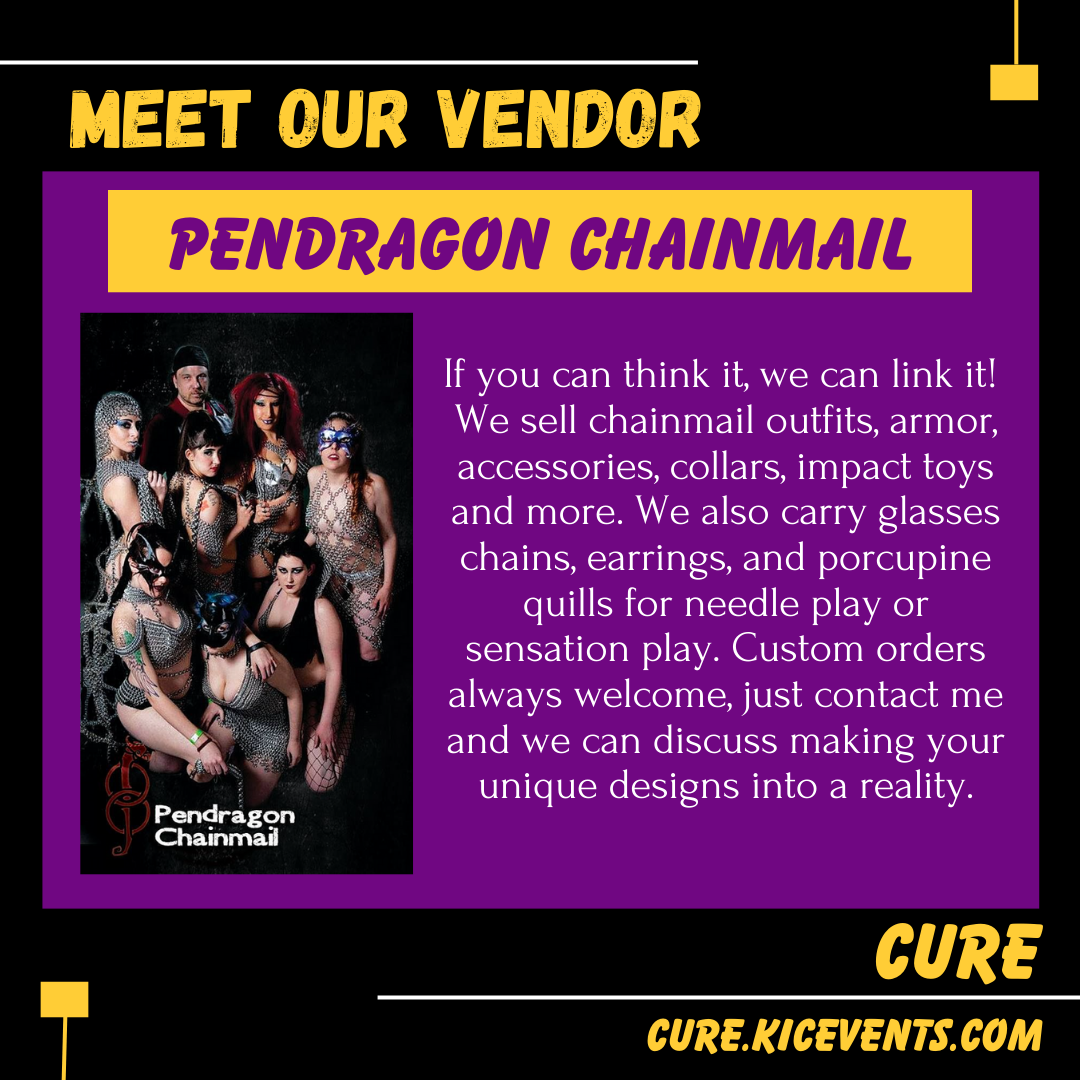 MEET OUR VENDOR
PENDRAGON CHAINMAIL
If you can think it, we can link it!
We sell chainmail outfits, armor,
accessories, collars, impact toys
and more. We also carry glasses
chains, earrings, and porcupine
quills for needle play or
sensation play. Custom orders
always welcome, just contact me
and we can discuss making your
unique designs into a reality.
Pendragon
Chainmail
CURE
CURE.KICEVENTS.COM